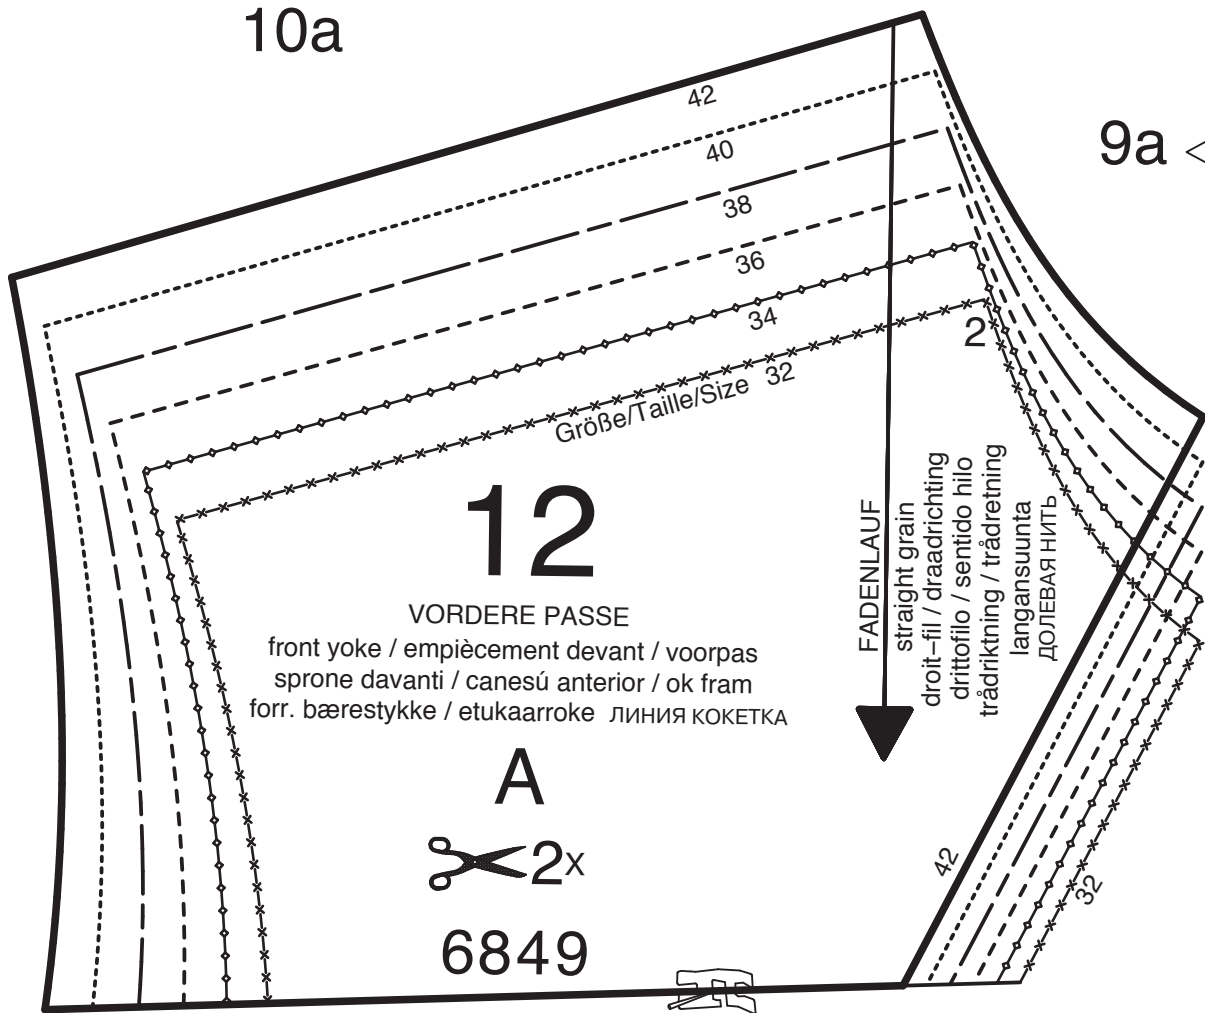 10a
9a <
42
40
38
36
34
Größe/Taille/Size 32
2
12
VORDERE PASSE
front yoke / empiècement devant / voorpas
sprone davanti / canesú anterior / ok fram
forr. bærestykke / etukaarroke ЛИНИЯ КОКЕТКА
A
2x
6849
FADENLAUF
straight grain
droit–fil / draadrichting
drittofilo / sentido hilo
trådriktning / trådretning
langansuunta
ДОЛЕВАЯ НИТЬ
42
32